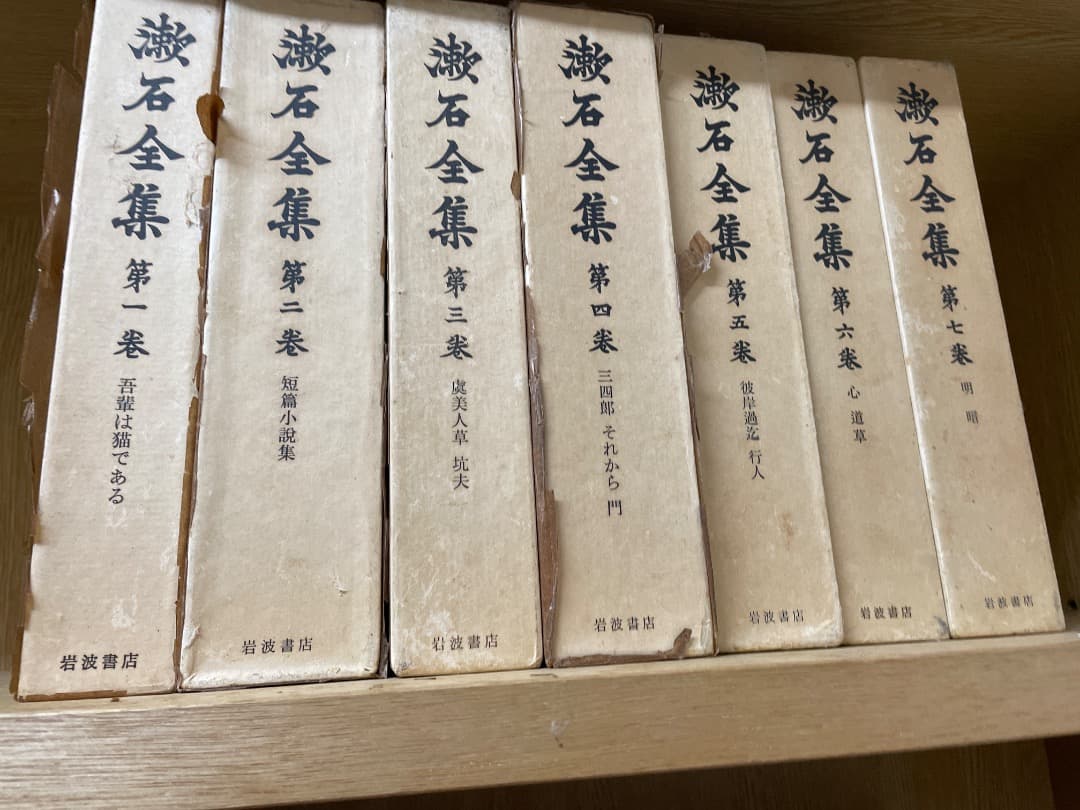 漱石全集 第一巻 吾輩は猫である
岩波書店
漱石全集 第二巻 短篇小説集
岩波書店
漱石全集 第三巻 虞美人草 坑夫
岩波書店
漱石全集 第四巻 三四郎 それから 門
岩波書店
漱石全集 第五巻 彼岸過迄 行人
岩波書店
漱石全集 第六巻 心 道草
岩波書店
漱石全集 第七巻 明暗
岩波書店